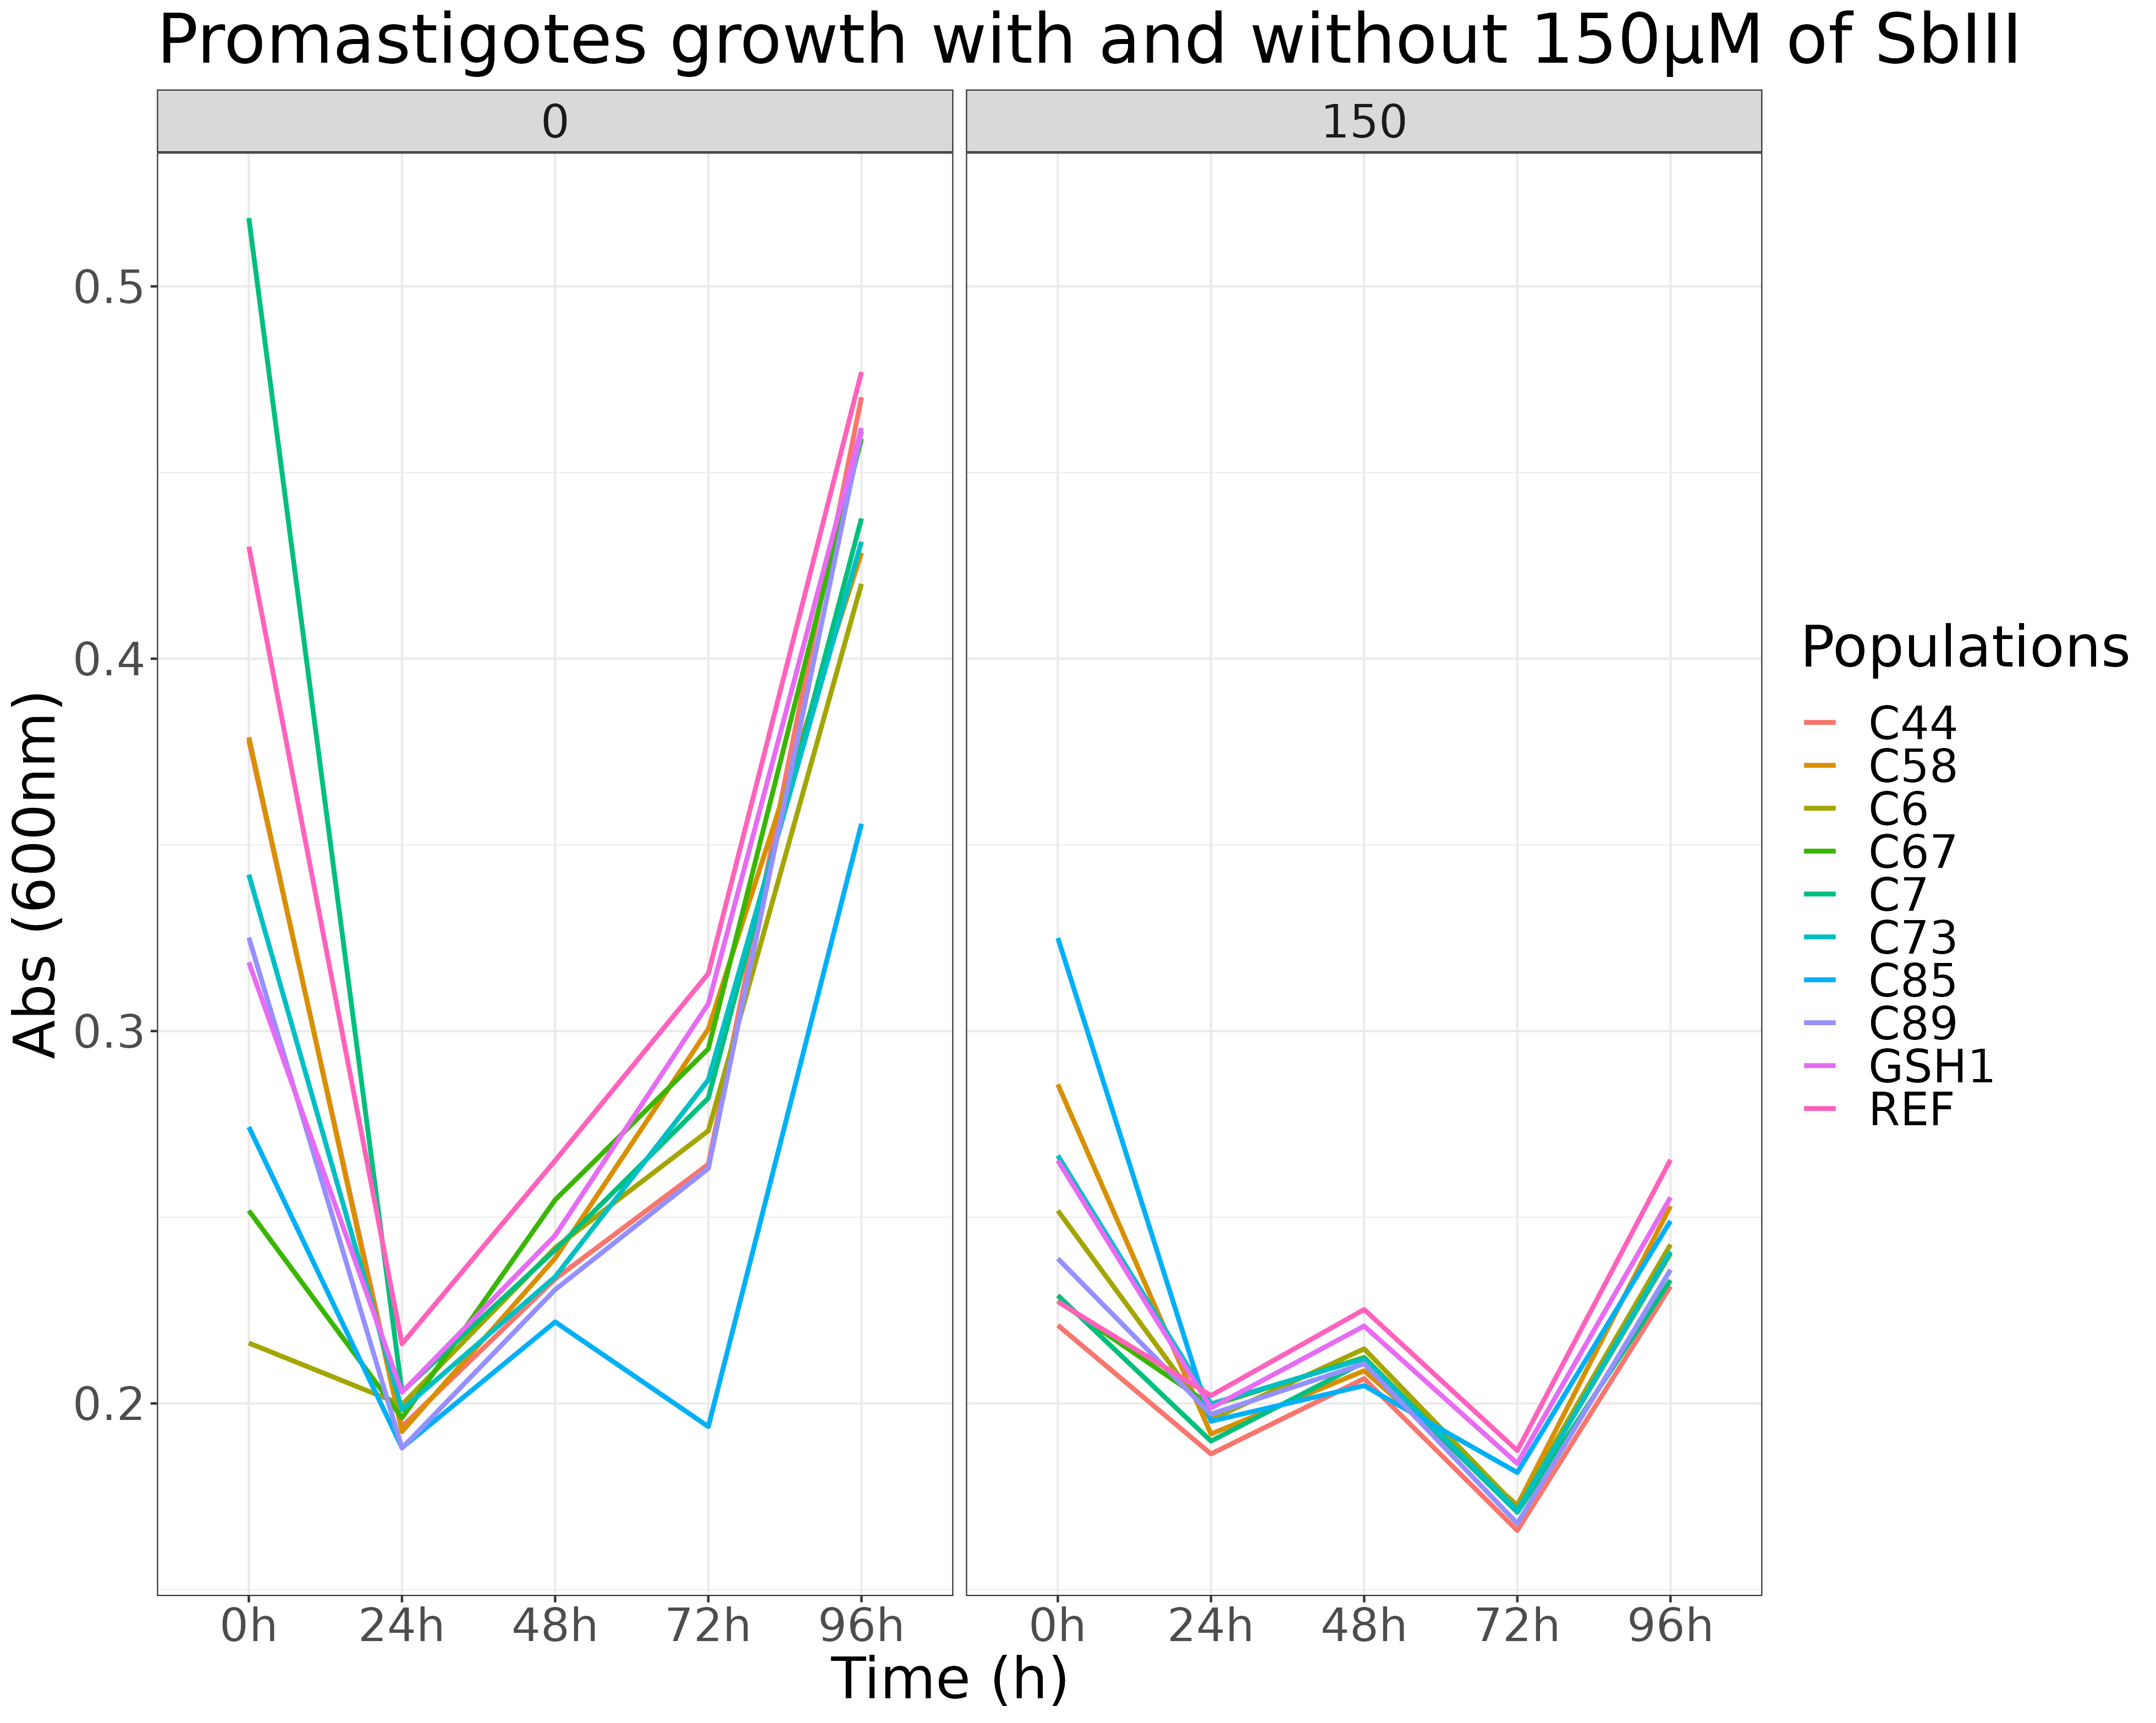 Promastigotes growth with and without 150µM of SbIII
0
150
0.5
0.4
0.3
0.2
Abs (600nm)
0h 24h 48h 72h 96h
0h 24h 48h 72h 96h
Time (h)
Populations
C44
C58
C6
C67
C7
C73
C85
C89
GSH1
REF